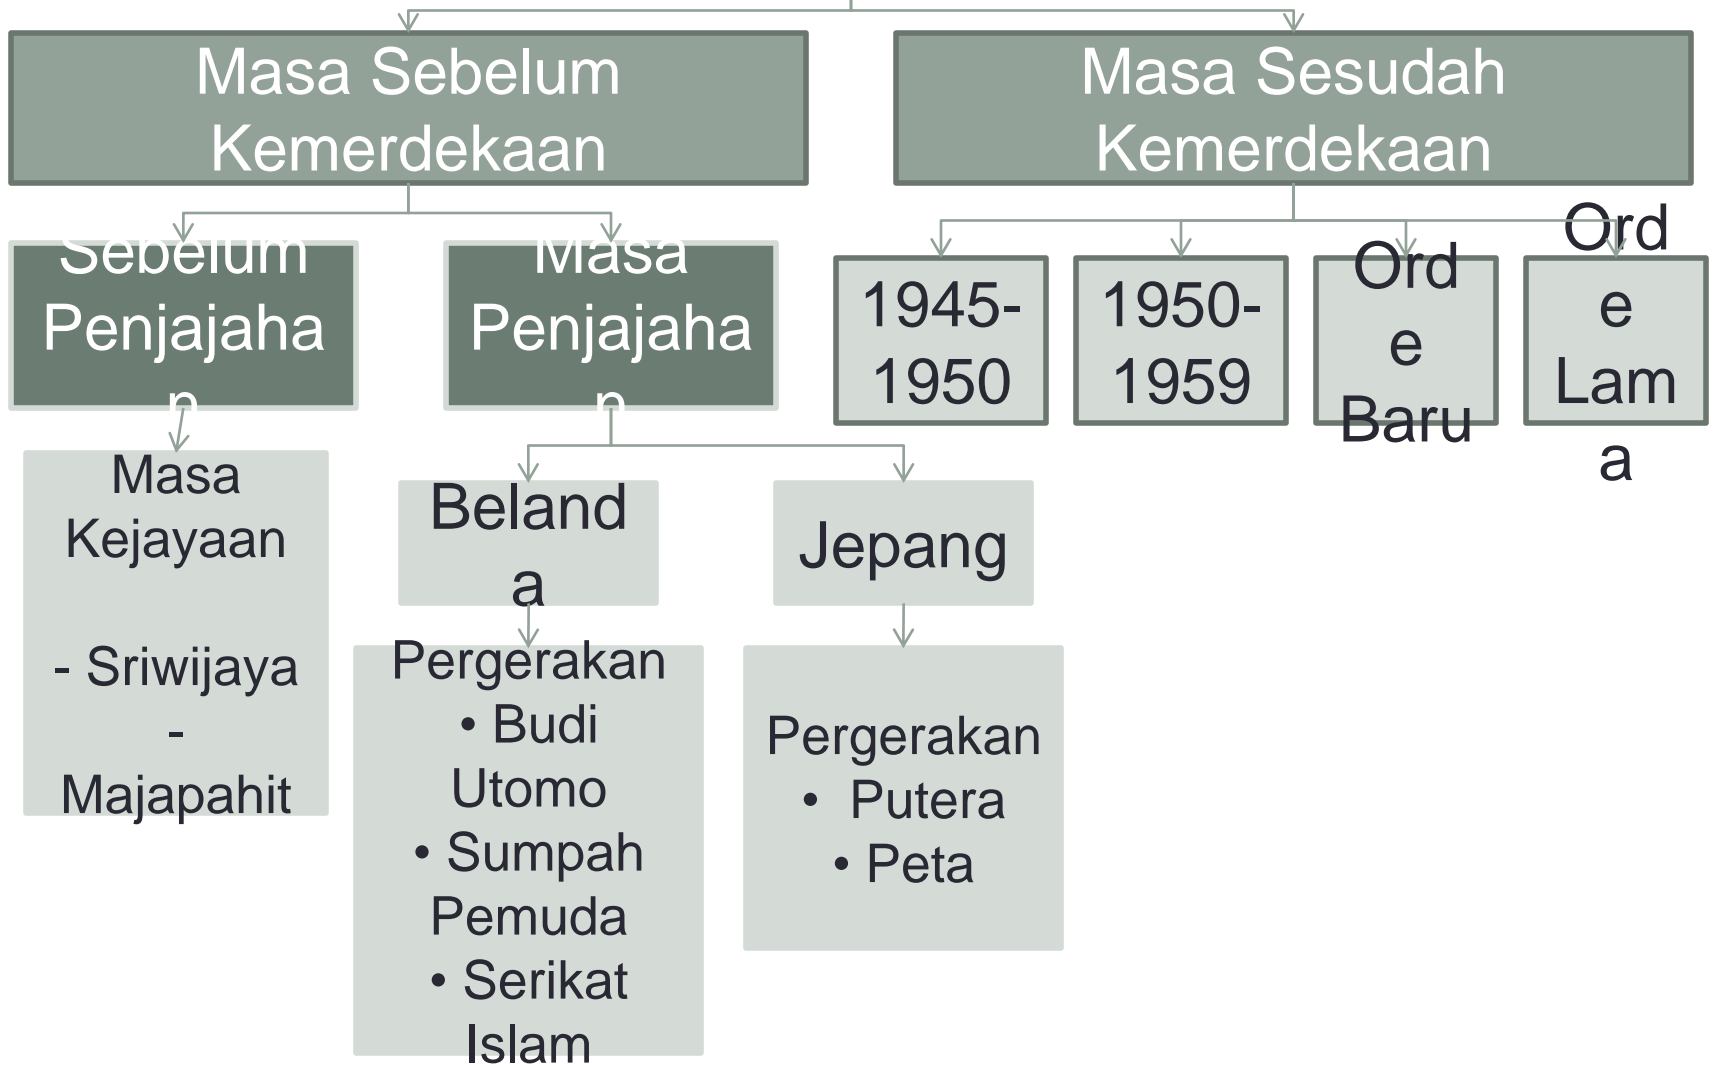 Masa Sebelum
Kemerdekaan
Masa Sesudah
Kemerdekaan
Sebelum
Penjajaha
n
Masa
Penjajaha
n
1945-
1950
1950-
1959
Ord
e
Baru
Ord
e
Lam
a
Masa
Kejayaan
- Sriwijaya
-
Majapahit
Beland
a
Jepang
Pergerakan
• Budi
Utomo
• Sumpah
Pemuda
• Serikat
Islam
Pergerakan
• Putera
• Peta